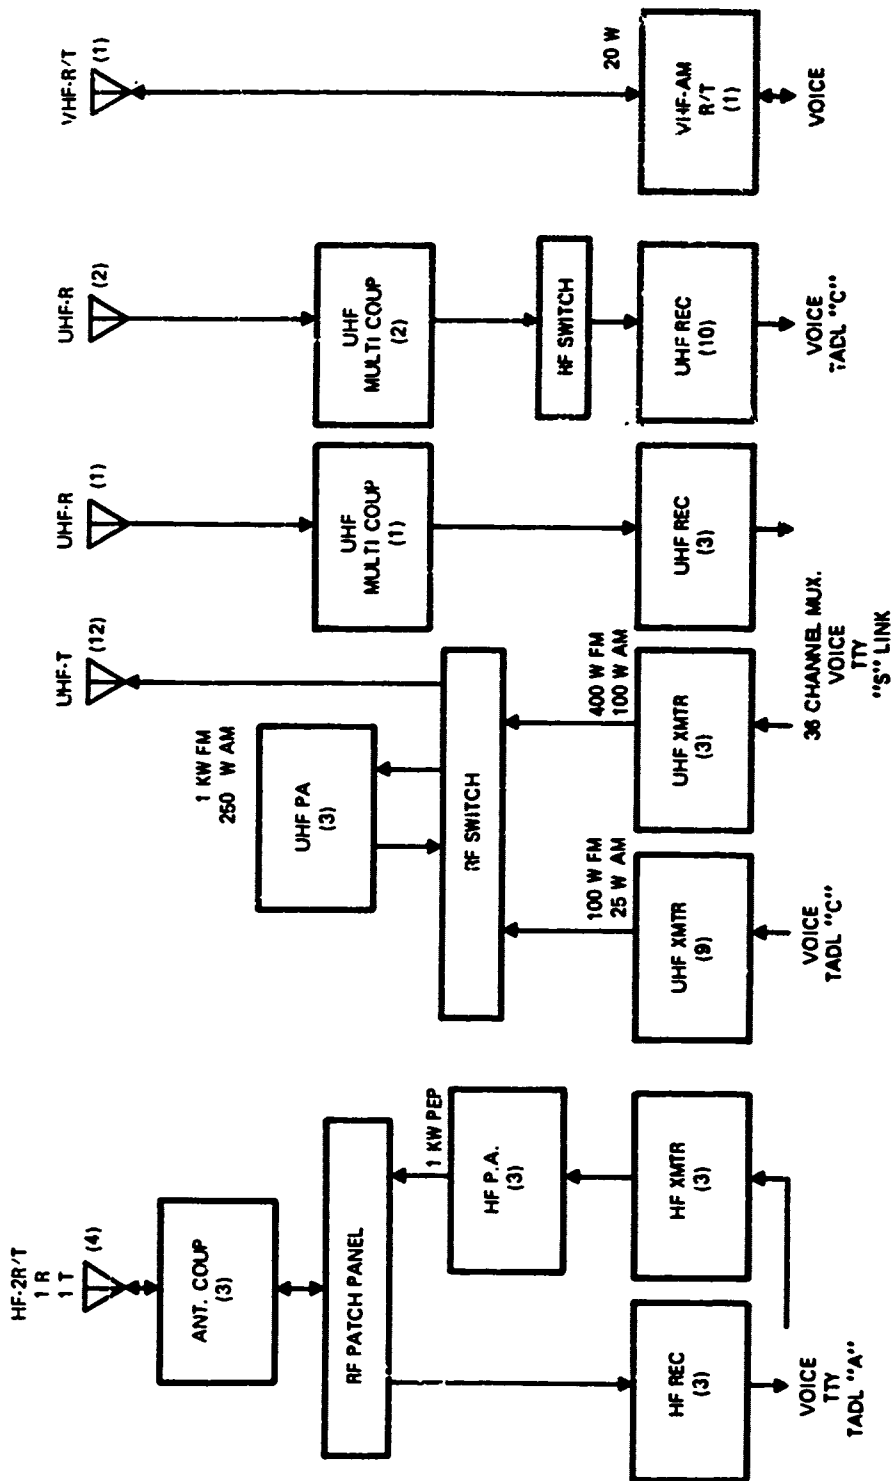 HF-2R/T
1 R
1 T
(4)
ANT. COUP
(3)
RF PATCH PANEL
1 KW PEP
HF P.A.
(3)
HF REC
(3)
HF XMTR
(3)
VOICE
TTY
TADL "A"
UHF-T
(12)
1 KW FM
250 W AM
UHF PA
(3)
RF SWITCH
100 W FM
25 W AM
400 W FM
100 W AM
UHF XMTR
(9)
UHF XMTR
(3)
VOICE
TADL "C"
36 CHANNEL MUX.
VOICE
TTY
"S" LINK
UHF-R
(1)
UHF
MULTI COUP
(1)
UHF REC
(3)
UHF-R
(2)
UHF
MULTI COUP
(2)
RF SWITCH
UHF REC
(10)
VOICE
TADL "C"
VHF-R/T
(1)
20 W
VHF-AM
R/T
(1)
VOICE